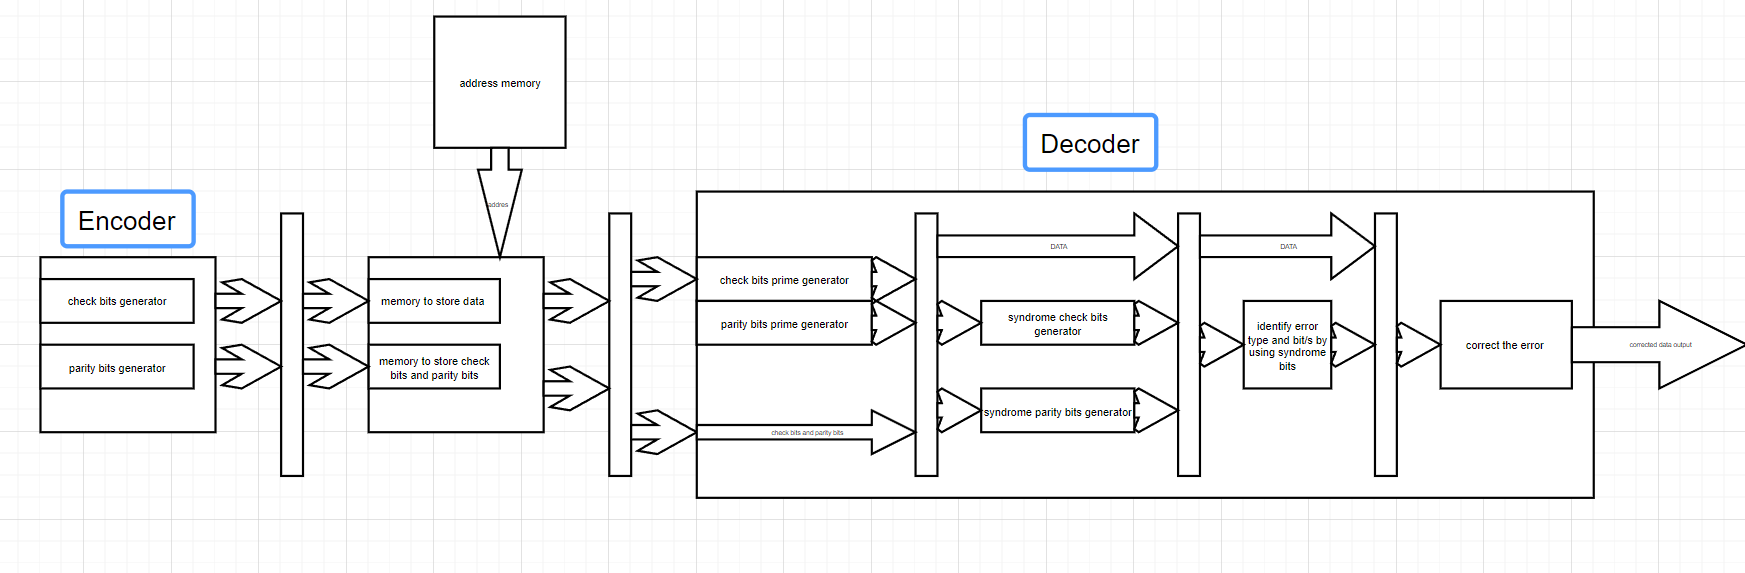 address memory
addres
Encoder
check bits generator
parity bits generator
memory to store data
memory to store check
bits and parity bits
Decoder
check bits prime generator
parity bits prime generator
check bits and parity bits
DATA
syndrome check bits
generator
syndrome parity bits generator
DATA
identify error
type and bit/s by
using syndrome
bits
correct the error
corrected data output